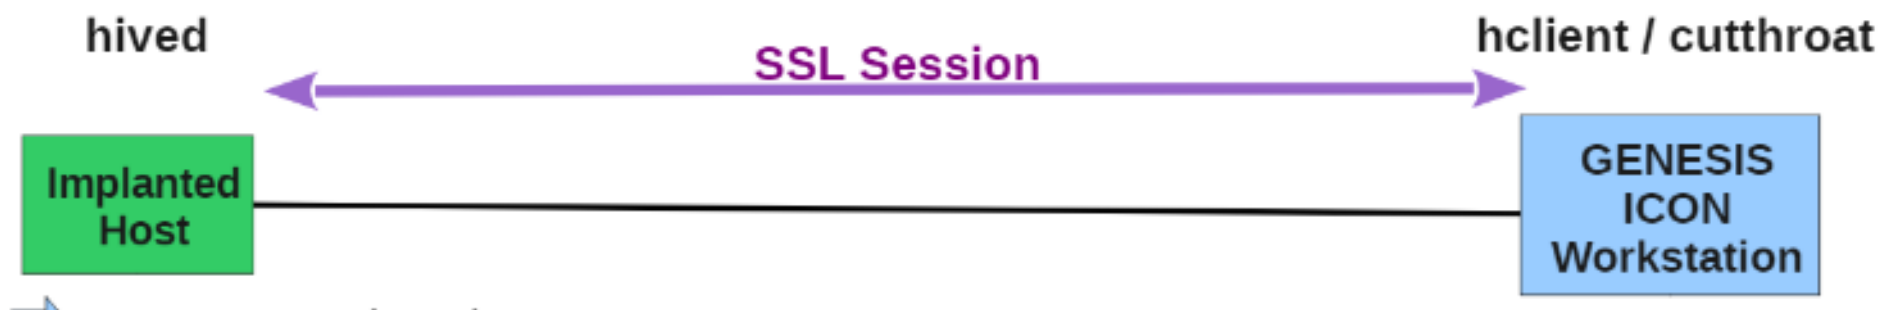 hived
hclient / cutthroat
SSL Session
Implanted
Host
GENESIS
ICON
Workstation